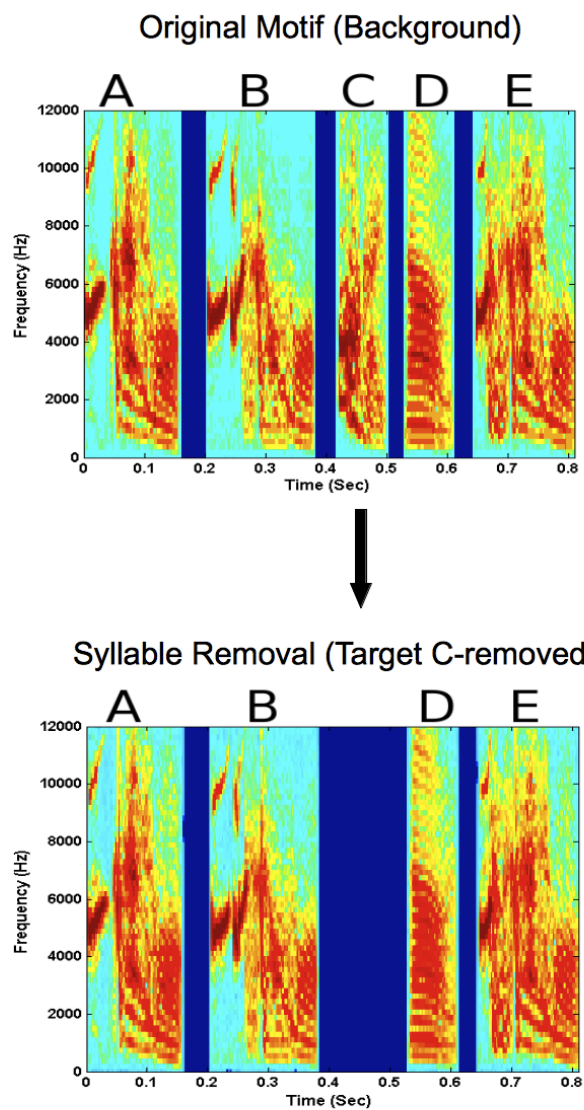 Original Motif (Background)
A B C D E
12000
10000
8000
6000
4000
2000
0
Frequency (Hz)
0 0.1 0.2 0.3 0.4 0.5 0.6 0.7 0.8
Time (Sec)
Syllable Removal (Target C-removed
A B D E
12000
10000
8000
6000
4000
2000
0
Frequency (Hz)
0 0.1 0.2 0.3 0.4 0.5 0.6 0.7 0.8
Time (Sec)